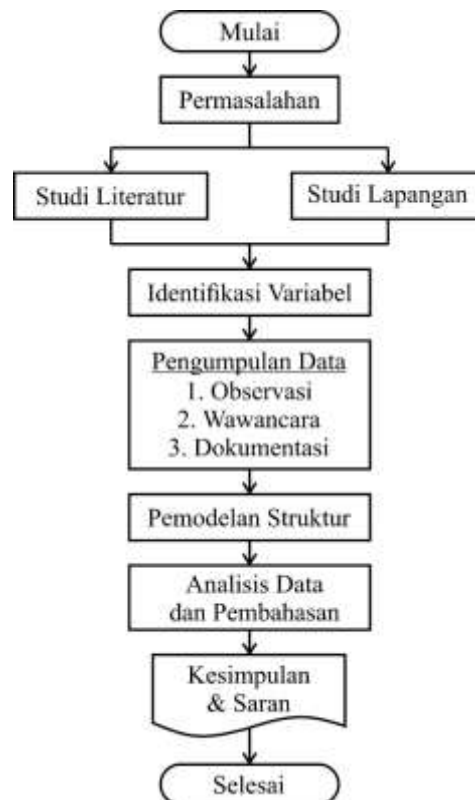 Mulai
Permasalahan
Studi Literatur
Studi Lapangan
Identifikasi Variabel
Pengumpulan Data
1. Observasi
2. Wawancara
3. Dokumentasi
Pemodelan Struktur
Analisis Data
dan Pembahasan
Kesimpulan
& Saran
Selesai